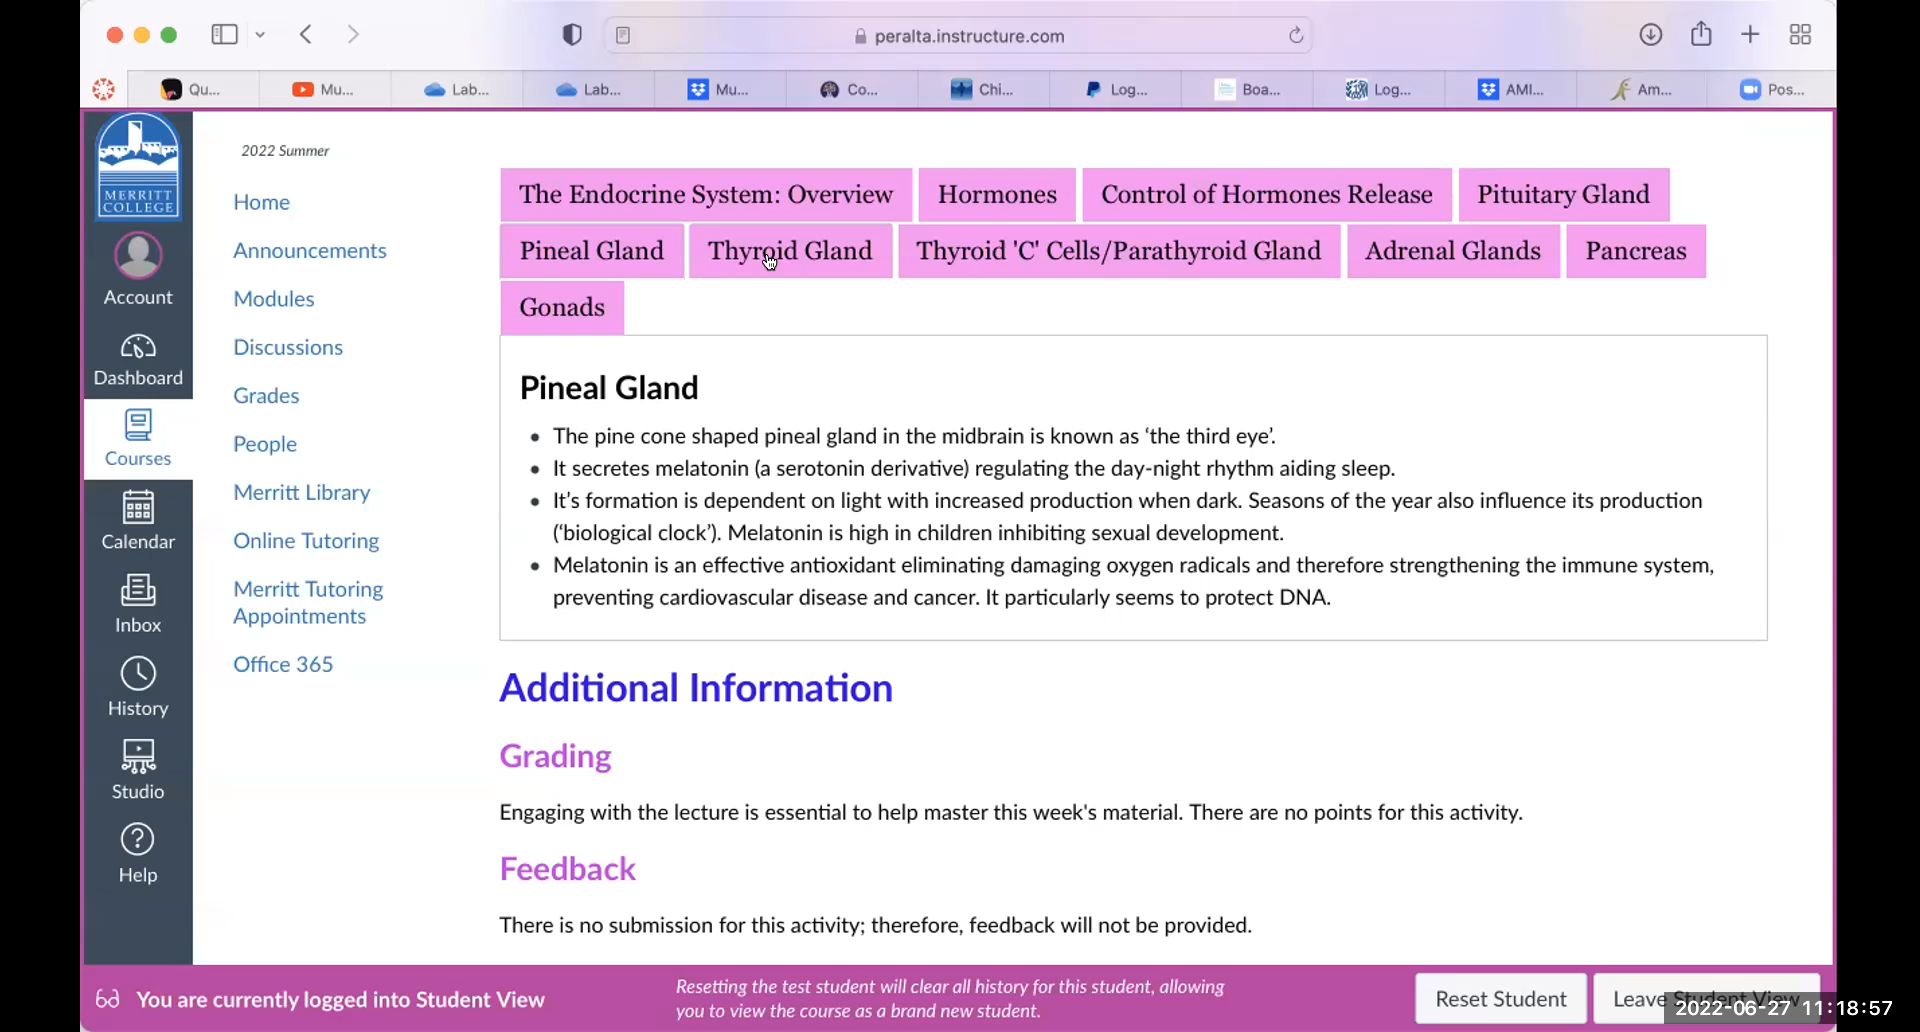 peralta.instructure.com
Qu...
Mu...
Lab...
Lab...
Mu...
Co...
Chi...
Log...
Boa...
Log...
AMI...
Am...
Pos...
MERRITT
COLLEGE
Account
Dashboard
Courses
Calendar
Inbox
History
Studio
Help
2022 Summer
Home
Announcements
Modules
Discussions
Grades
People
Merritt Library
Online Tutoring
Merritt Tutoring
Appointments
Office 365
The Endocrine System: Overview
Hormones
Control of Hormones Release
Pituitary Gland
Pineal Gland
Thyroid Gland
Thyroid 'C' Cells/Parathyroid Gland
Adrenal Glands
Pancreas
Gonads
Pineal Gland
The pine cone shaped pineal gland in the midbrain is known as ‘the third eye’.
It secretes melatonin (a serotonin derivative) regulating the day-night rhythm aiding sleep.
It’s formation is dependent on light with increased production when dark. Seasons of the year also influence its production
(‘biological clock’). Melatonin is high in children inhibiting sexual development.
Melatonin is an effective antioxidant eliminating damaging oxygen radicals and therefore strengthening the immune system,
preventing cardiovascular disease and cancer. It particularly seems to protect DNA.
Additional Information
Grading
Engaging with the lecture is essential to help master this week's material. There are no points for this activity.
Feedback
There is no submission for this activity; therefore, feedback will not be provided.
You are currently logged into Student View
Resetting the test student will clear all history for this student, allowing
you to view the course as a brand new student.
Reset Student
Leave Student View
2022-06-27 11:18:57